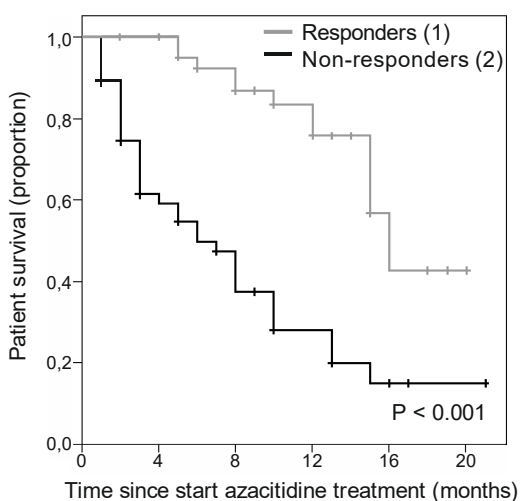 Responders (1)
Non-responders (2)
Patient survival (proportion)
1,0
0,8
0,6
0,4
0,2
0,0
P < 0.001
0 4 8 12 16 20
Time since start azacitidine treatment (months)